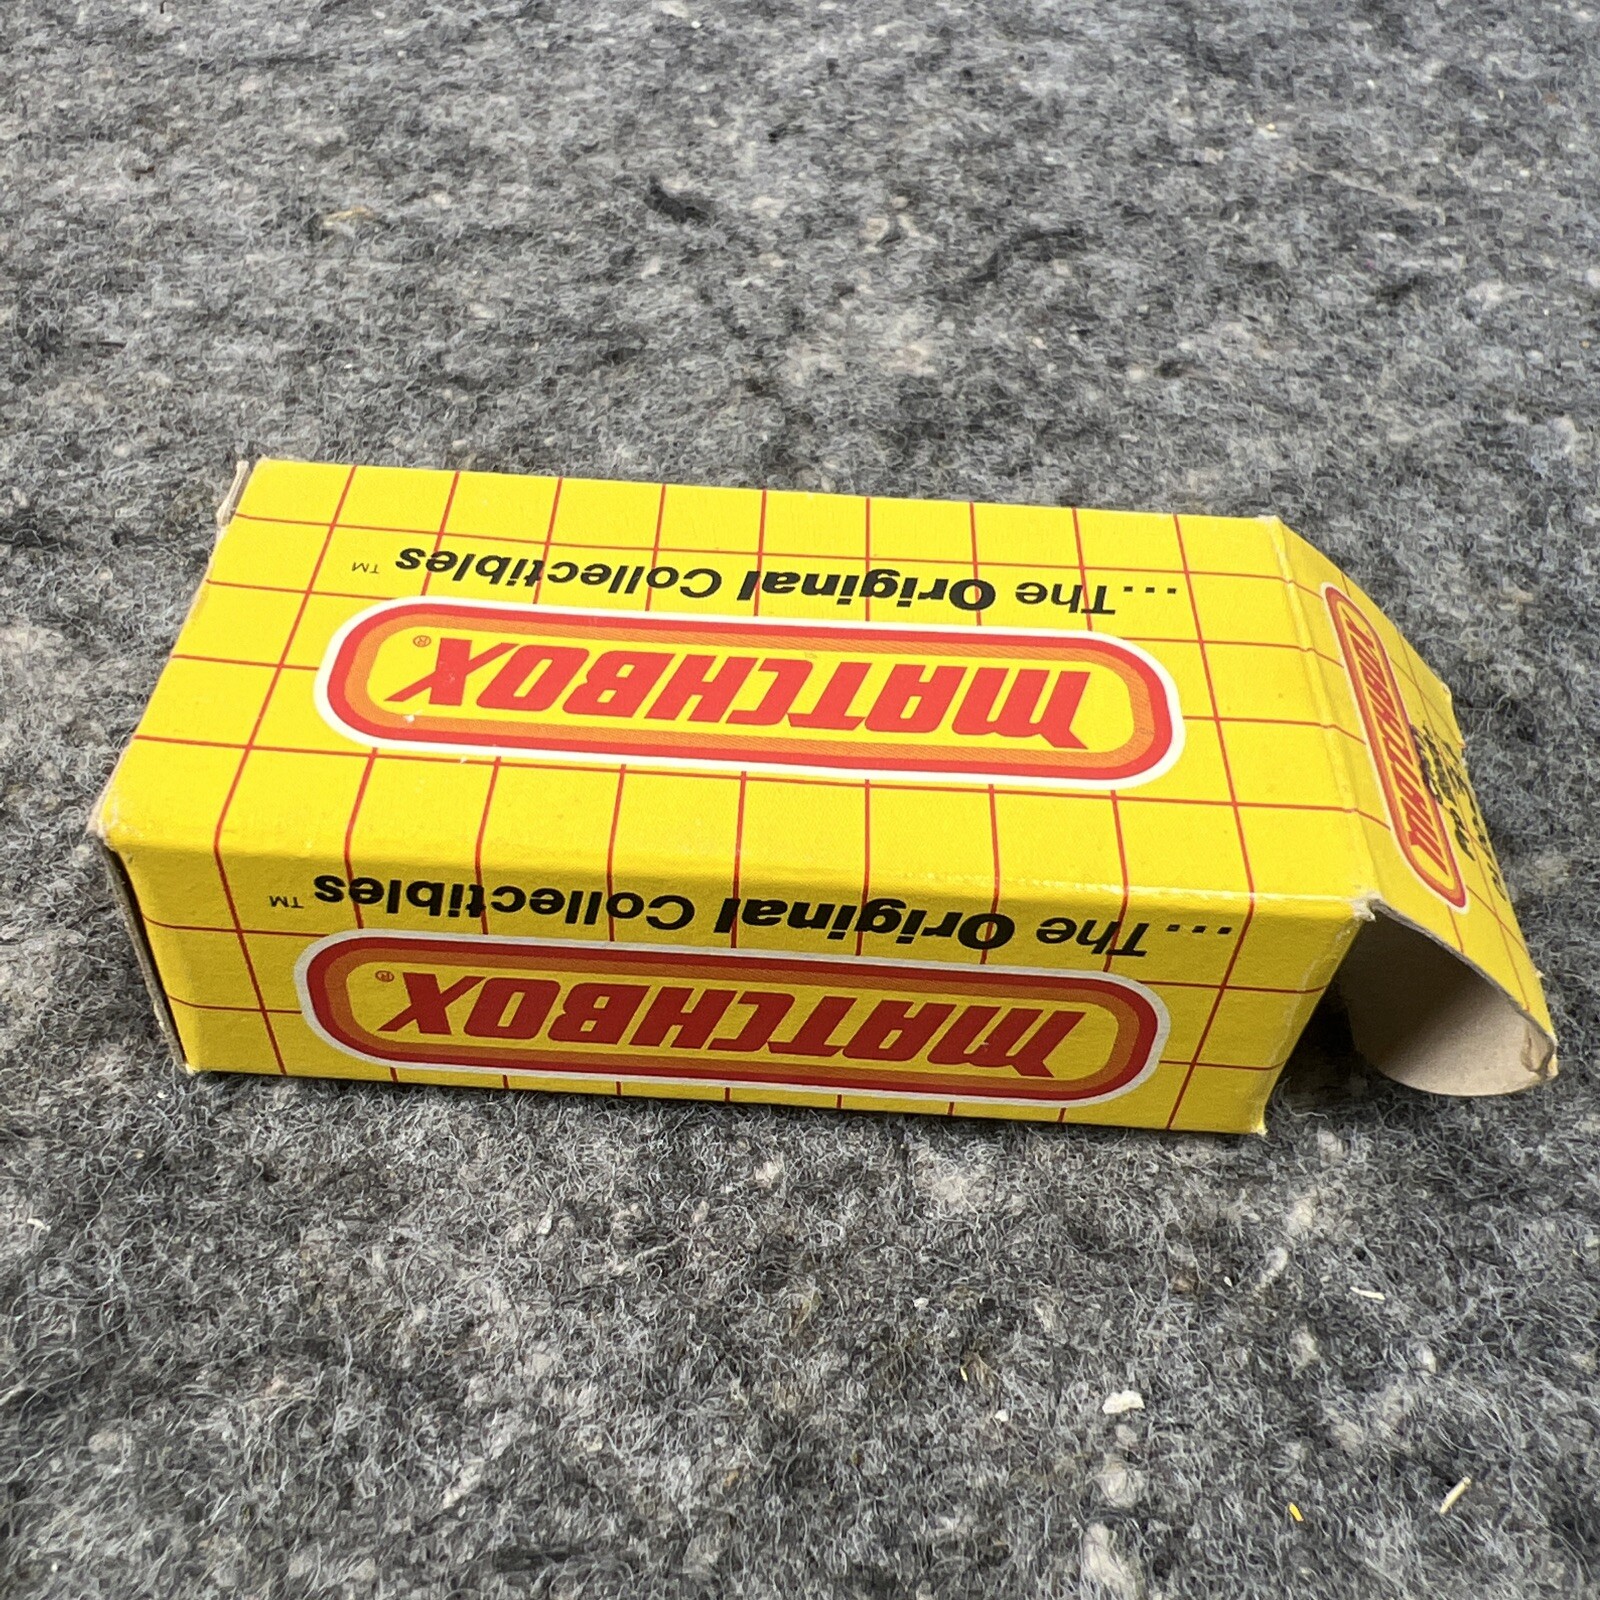 ...The Original Collectibles™
MATCHBOX®
...The Original Collectibles™
MATCHBOX®
MATCHBOX